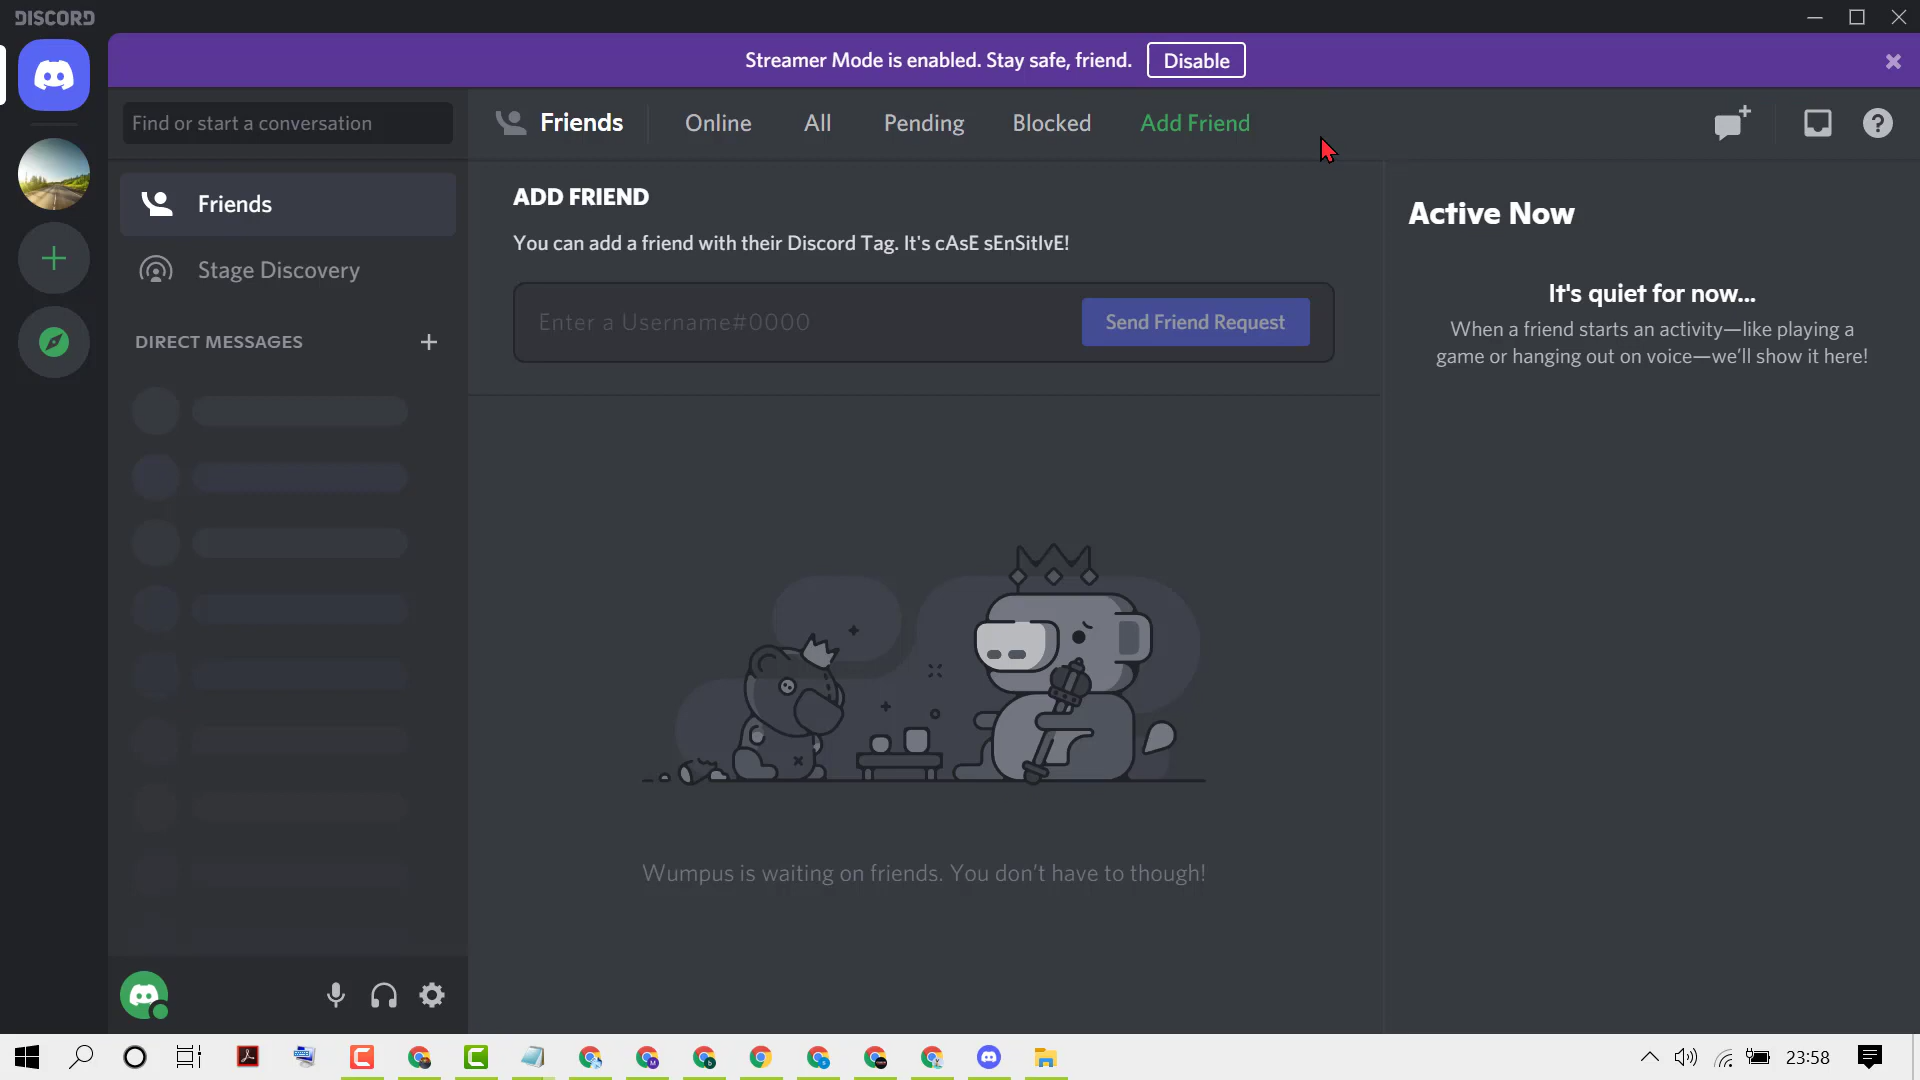 DISCORD
Streamer Mode is enabled. Stay safe, friend.
Disable
Find or start a conversation
Friends
Online
All
Pending
Blocked
Add Friend
Friends
Stage Discovery
DIRECT MESSAGES
ADD FRIEND
You can add a friend with their Discord Tag. It's cAsE sEnSitIvE!
Enter a Username#0000
Send Friend Request
Wumpus is waiting on friends. You don't have to though!
Active Now
It's quiet for now...
When a friend starts an activity—like playing a
game or hanging out on voice—we'll show it here!
23:58